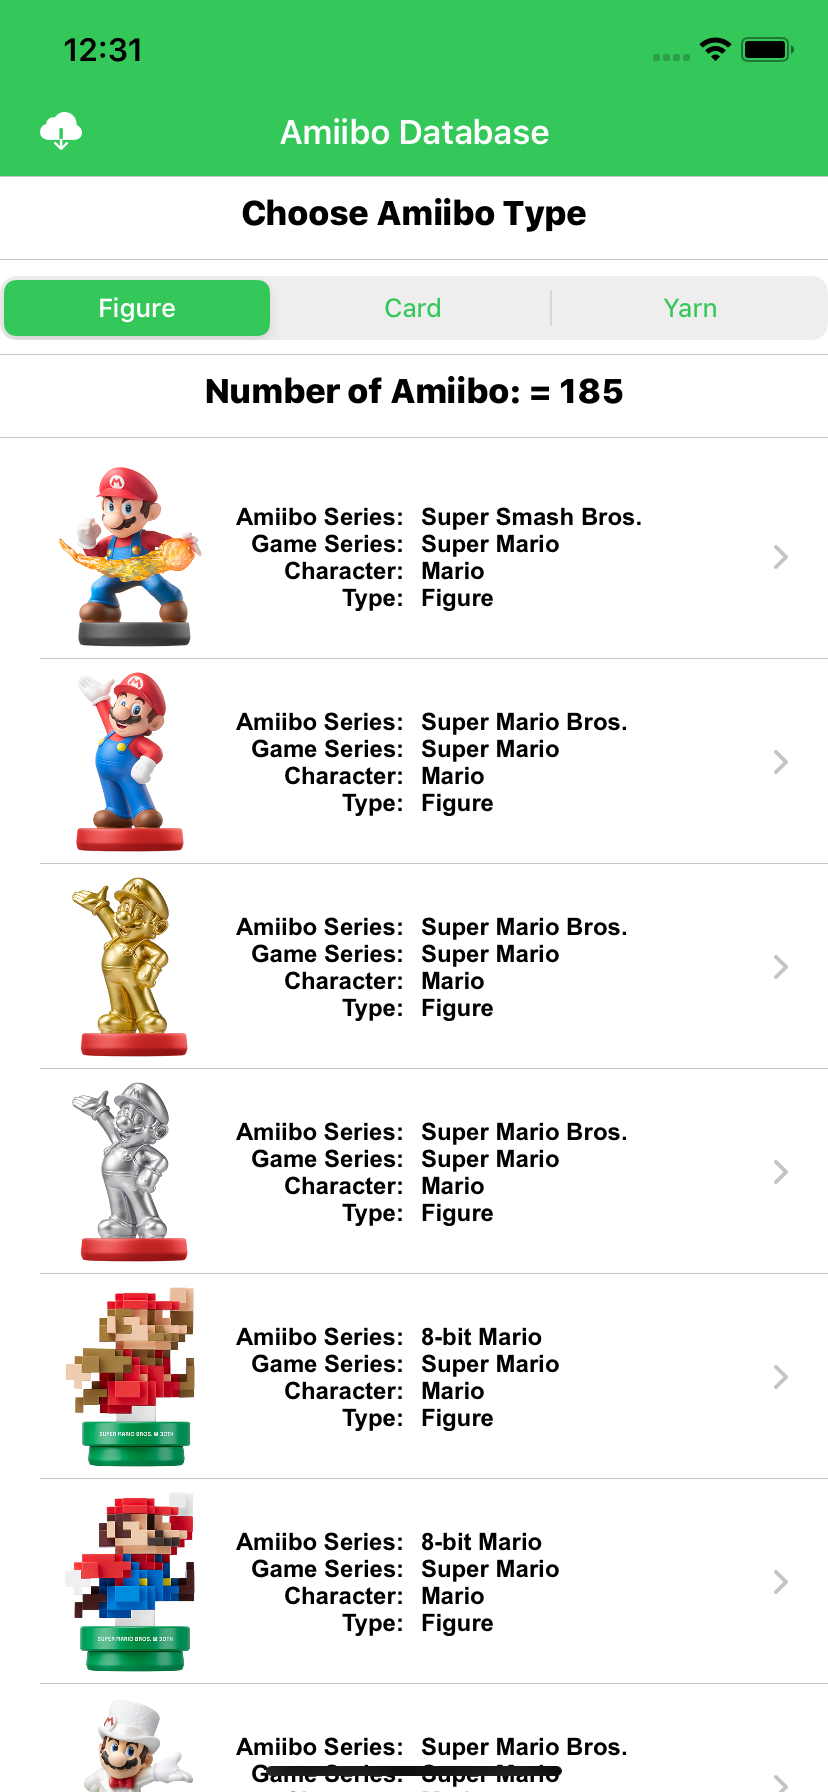 12:31
Amiibo Database
Choose Amiibo Type
Figure Card Yarn
Number of Amiibo: = 185
Amiibo Series: Super Smash Bros.
Game Series: Super Mario
Character: Mario
Type: Figure
Amiibo Series: Super Mario Bros.
Game Series: Super Mario
Character: Mario
Type: Figure
Amiibo Series: Super Mario Bros.
Game Series: Super Mario
Character: Mario
Type: Figure
Amiibo Series: Super Mario Bros.
Game Series: Super Mario
Character: Mario
Type: Figure
SUPER MARIO BROS. 30TH
Amiibo Series: 8-bit Mario
Game Series: Super Mario
Character: Mario
Type: Figure
SUPER MARIO BROS. 30TH
Amiibo Series: 8-bit Mario
Game Series: Super Mario
Character: Mario
Type: Figure
Amiibo Series: Super Mario Bros.
Game Series: Super Mario